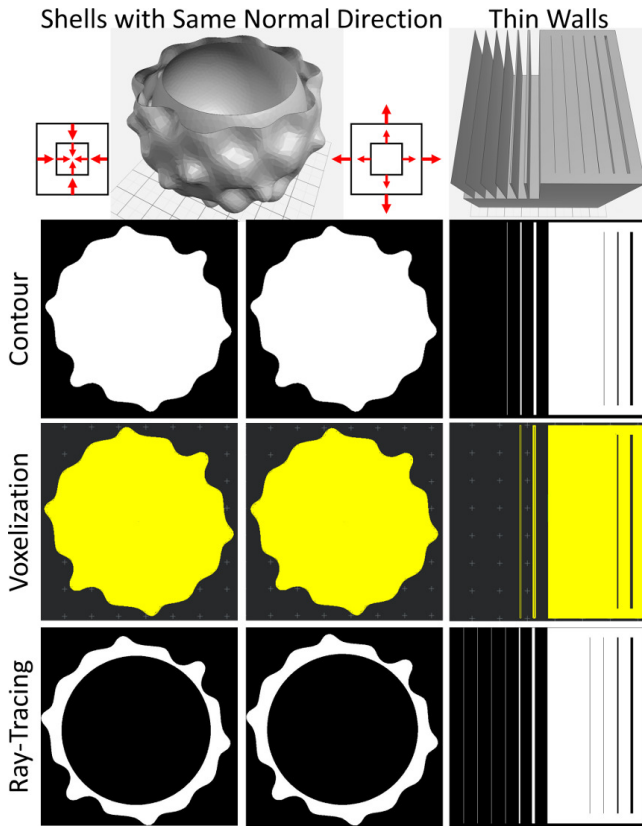 Shells with Same Normal Direction
Thin Walls
Contour
Voxelization
Ray-Tracing